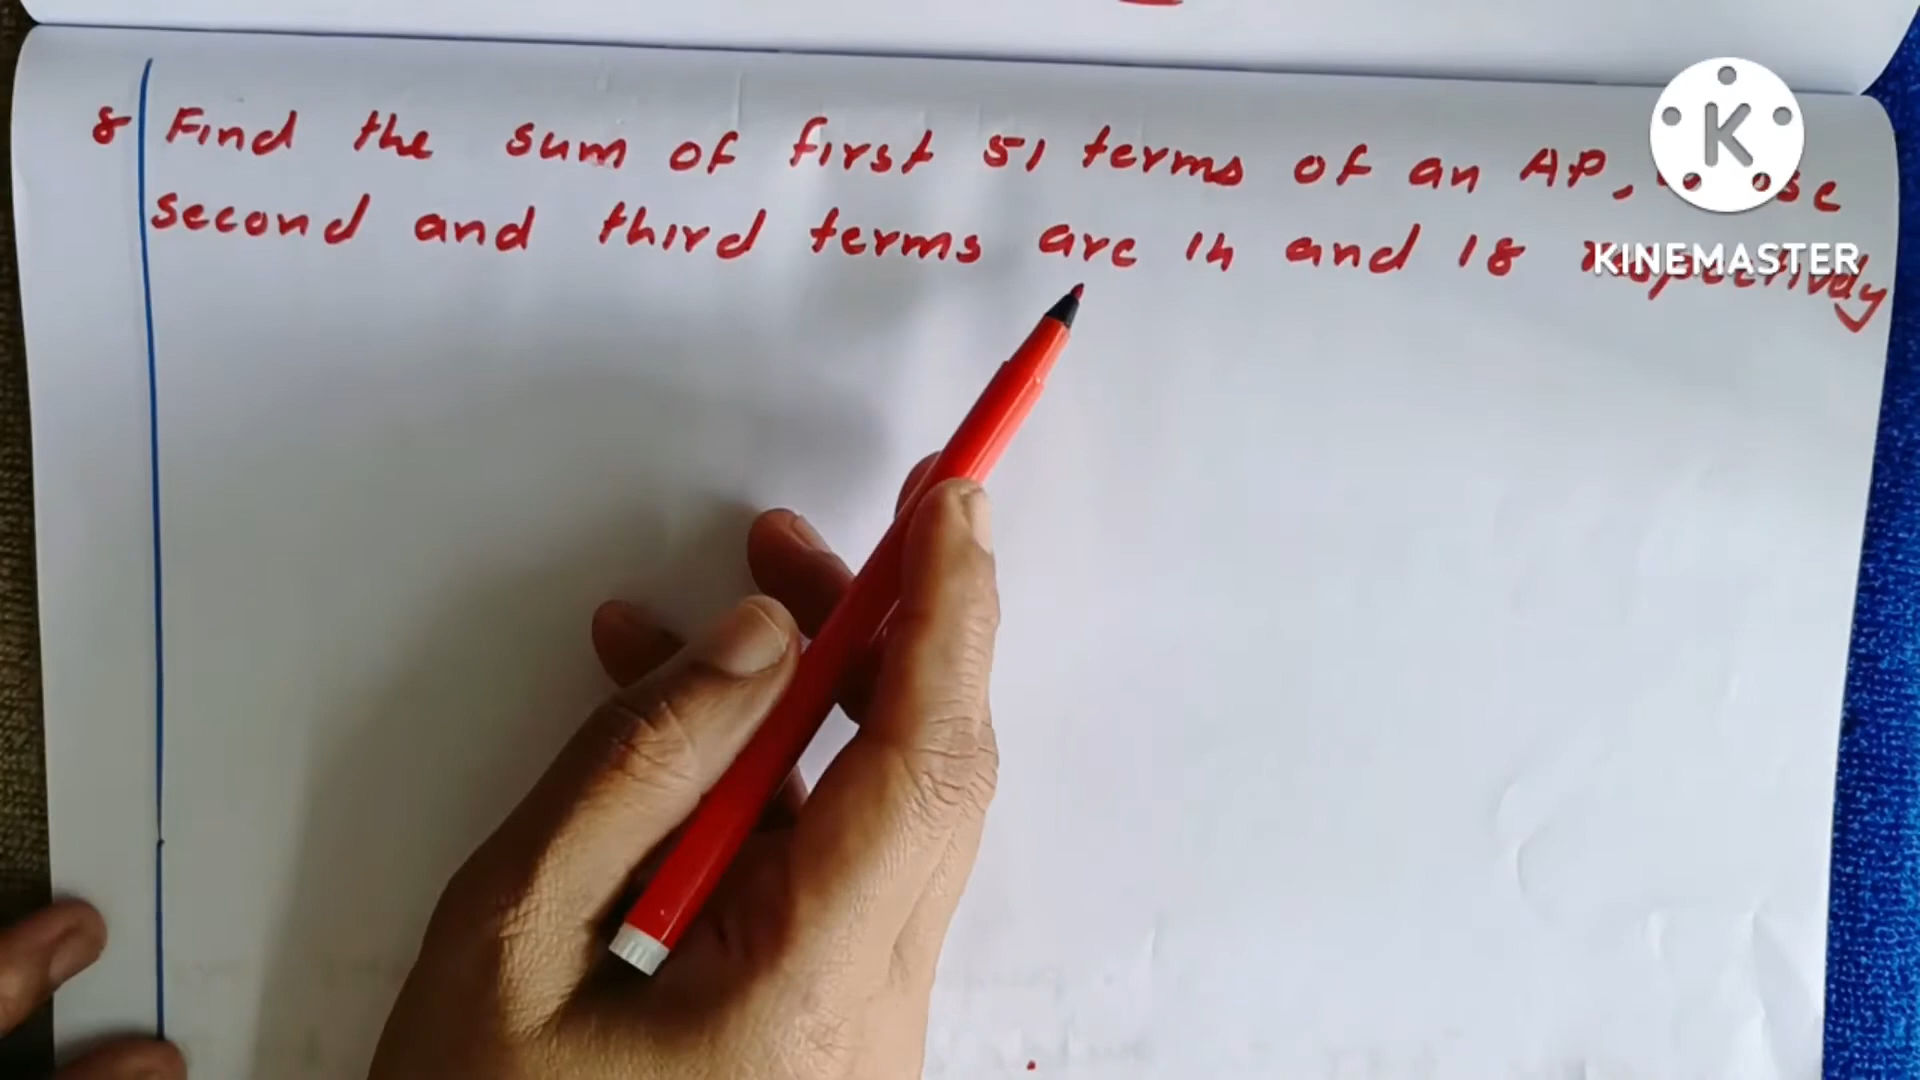 8 Find the sum of first 51 terms of an AP,
second and third terms are 14 and 18 respectively
K
KINEMASTER